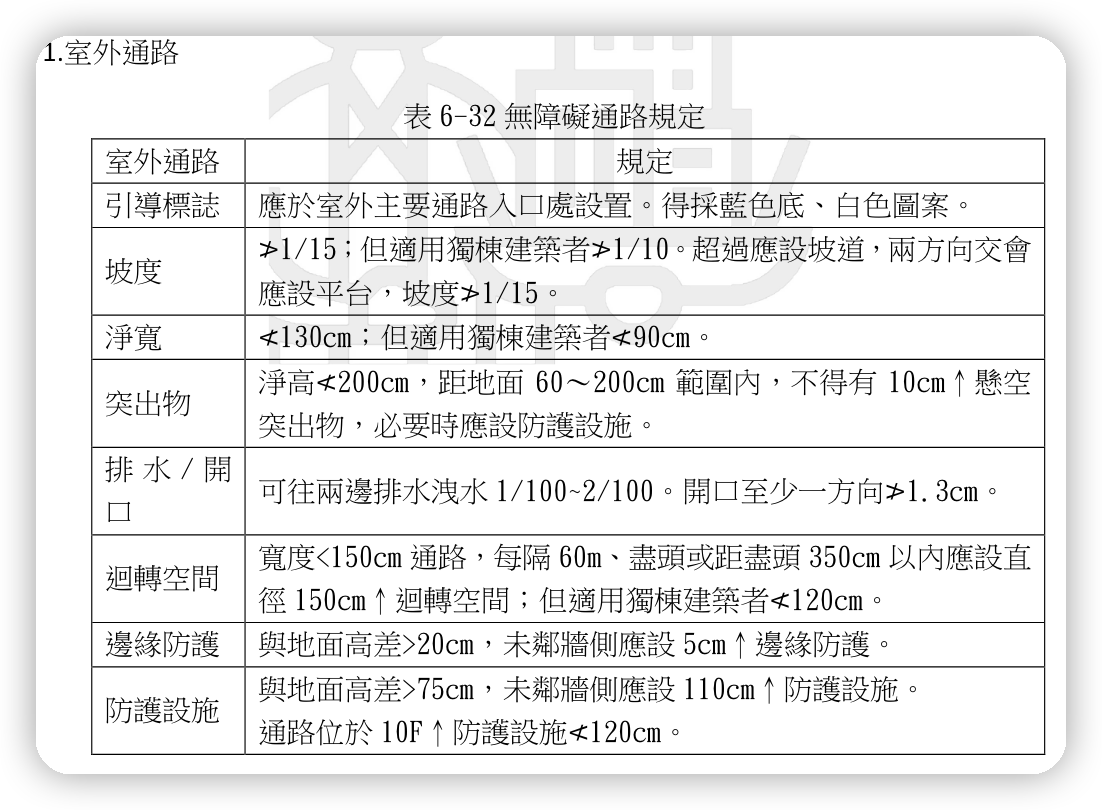 1.室外通路
表 6-32 無障礙通路規定
室外通路 規定
引導標誌 應於室外主要通路入口處設置。得採藍色底、白色圖案。
坡度 ≯1/15；但適用獨棟建築者≯1/10。超過應設坡道，兩方向交會
應設平台，坡度≯1/15。
淨寬 ≮130cm；但適用獨棟建築者≮90cm。
突出物 淨高≮200cm，距地面 60～200cm 範圍內，不得有 10cm↑懸空
突出物，必要時應設防護設施。
排水/開
口 可往兩邊排水洩水 1/100~2/100。開口至少一方向≯1.3cm。
迴轉空間 寬度<150cm 通路，每隔 60m、盡頭或距盡頭 350cm 以內應設直
徑 150cm↑迴轉空間；但適用獨棟建築者≮120cm。
邊緣防護 與地面高差>20cm，未鄰牆側應設 5cm↑邊緣防護。
防護設施 與地面高差>75cm，未鄰牆側應設 110cm↑防護設施。
通路位於 10F↑防護設施≮120cm。